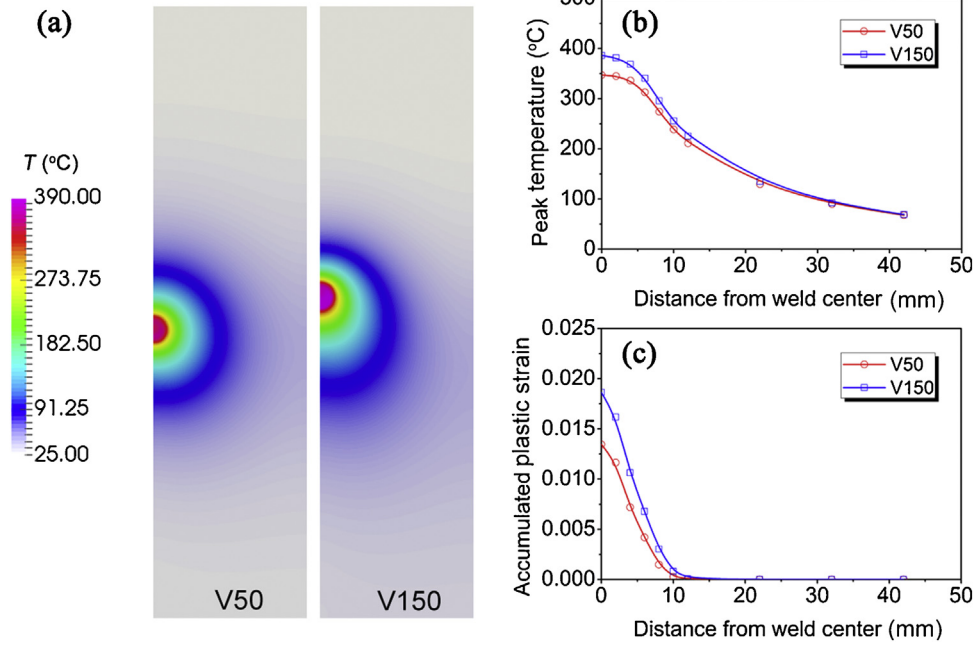 (a)
T (°C)
390.00
273.75
182.50
91.25
25.00
V50
V150
(b)
V50
V150
Peak temperature (°C)
500
400
300
200
100
0
0 10 20 30 40 50
Distance from weld center (mm)
(c)
V50
V150
Accumulated plastic strain
0.025
0.020
0.015
0.010
0.005
0.000
0 10 20 30 40 50
Distance from weld center (mm)